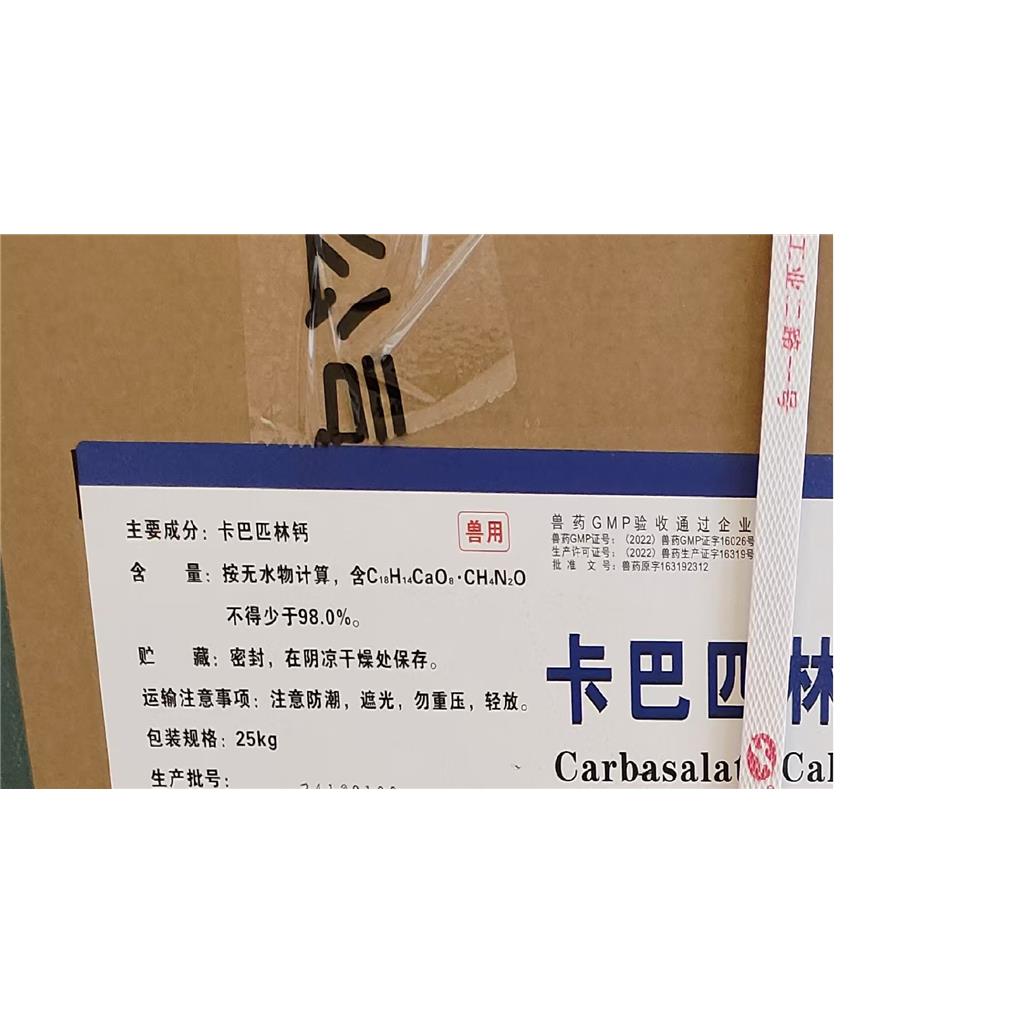 工业二路一号
主要成分：卡巴匹林钙
兽用
含 量：按无水物计算，含C₁₈H₁₄CaO₈·CH₄N₂O
不得少于98.0%。
贮 藏：密封，在阴凉干燥处保存。
运输注意事项：注意防潮，遮光，勿重压，轻放。
包装规格：25kg
生产批号：
兽药GMP验收通过企业
兽药GMP证号：（2022）兽药GMP证字16026号
生产许可证号：（2022）兽药生产证字16319号
批准 文号：兽药原字163192312
卡巴匹林
Carbasalat Cal